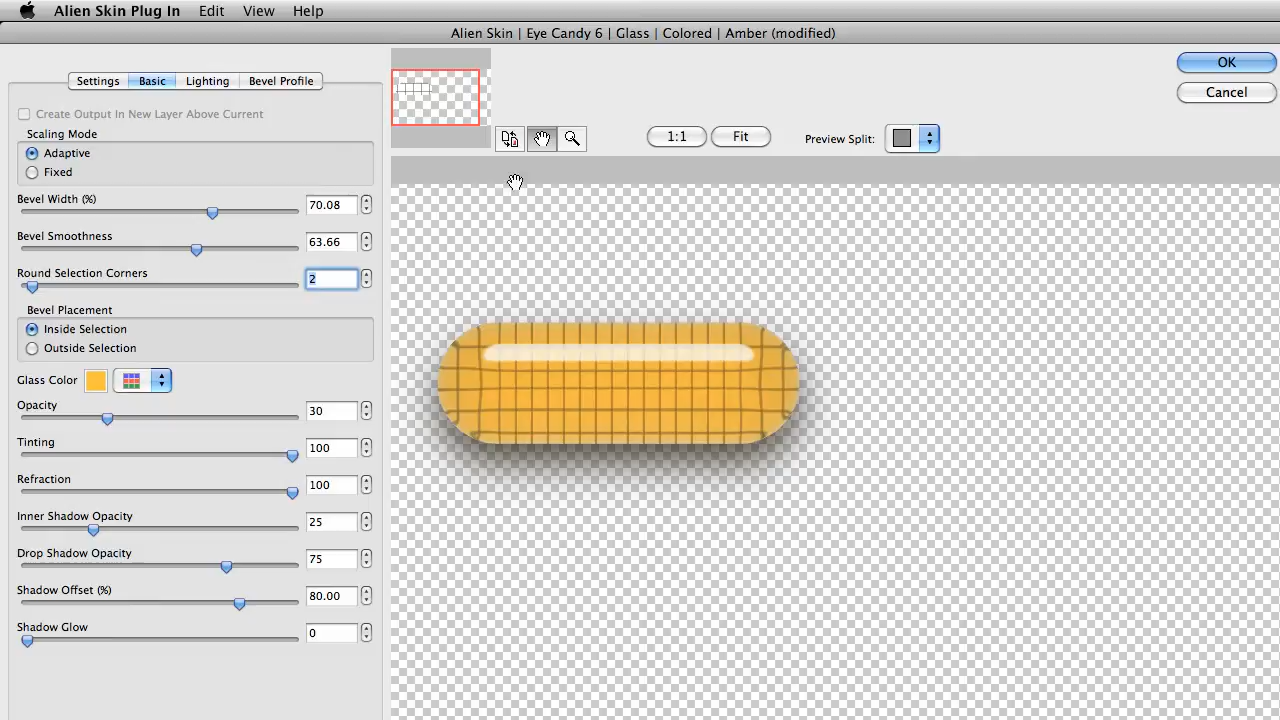 Alien Skin Plug In Edit View Help
Alien Skin | Eye Candy 6 | Glass | Colored | Amber (modified)
Settings Basic Lighting Bevel Profile
OK
Cancel
Create Output In New Layer Above Current
Scaling Mode
1:1 Fit Preview Split:
Adaptive
Fixed
Bevel Width (%)
70.08
Bevel Smoothness
63.66
Round Selection Corners
2
Bevel Placement
Inside Selection
Outside Selection
Glass Color
Opacity
30
Tinting
100
Refraction
100
Inner Shadow Opacity
25
Drop Shadow Opacity
75
Shadow Offset (%)
80.00
Shadow Glow
0